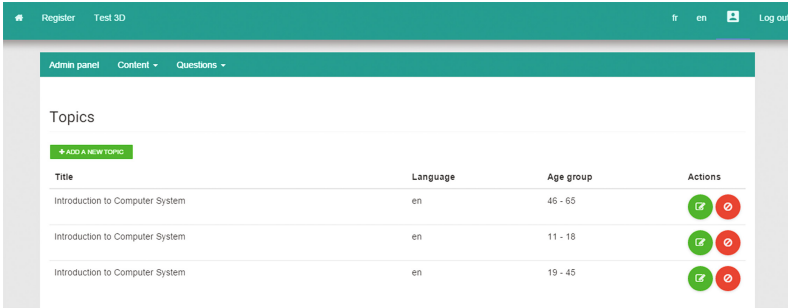 Register Test 3D fr en Log out
Admin panel Content Questions
Topics
+ ADD A NEW TOPIC
Title Language Age group Actions
Introduction to Computer System en 46 - 65
Introduction to Computer System en 11 - 18
Introduction to Computer System en 19 - 45